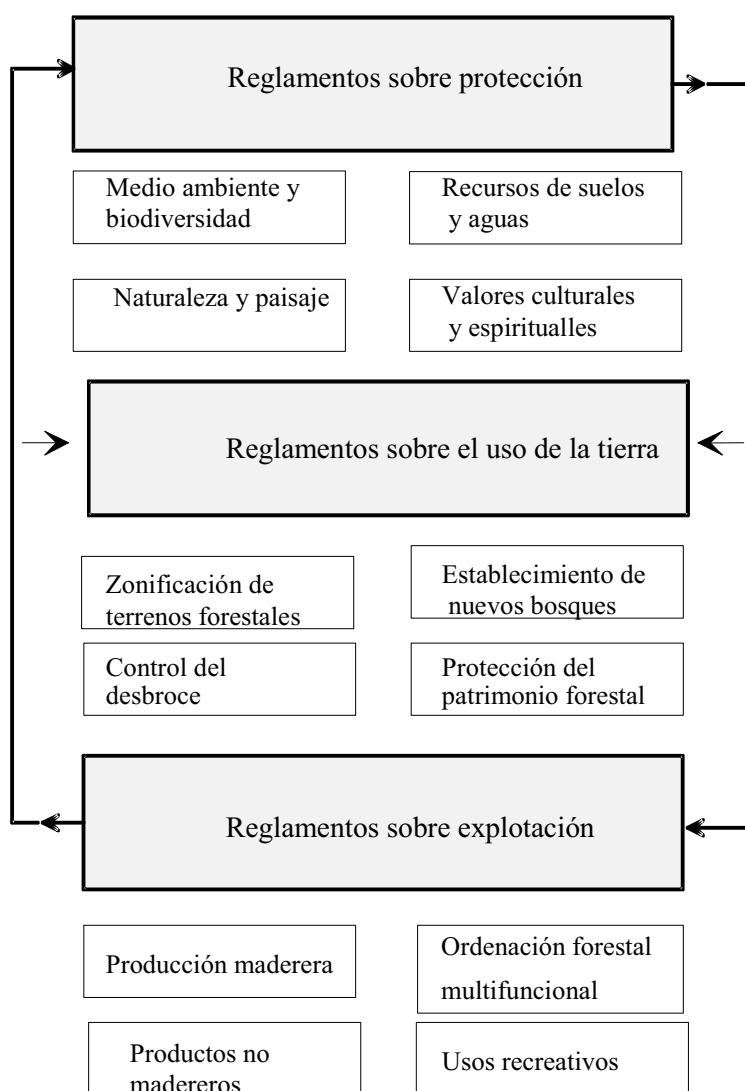 Reglamentos sobre protección
Medio ambiente y
biodiversidad
Recursos de suelos
y aguas
Naturaleza y paisaje
Valores culturales
y espiritualles
Reglamentos sobre el uso de la tierra
Zonificación de
terrenos forestales
Establecimiento de
nuevos bosques
Control del
desbroce
Protección del
patrimonio forestal
Reglamentos sobre explotación
Producción maderera
Ordenación forestal
multifuncional
Productos no
madereros
Usos recreativos